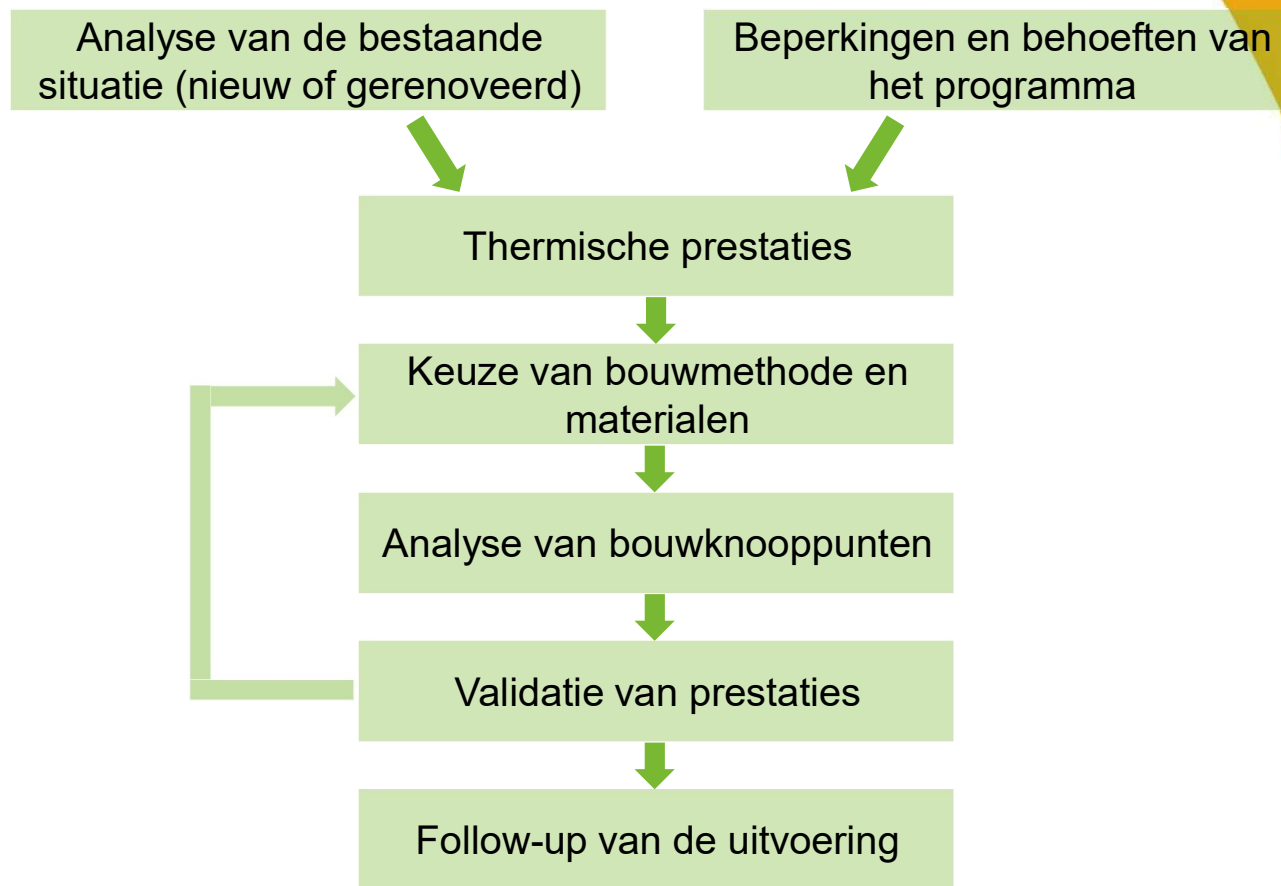 Analyse van de bestaande
situatie (nieuw of gerenoveerd)
Beperkingen en behoeften van
het programma
Thermische prestaties
Keuze van bouwmethode en
materialen
Analyse van bouwknooppunten
Validatie van prestaties
Follow-up van de uitvoering